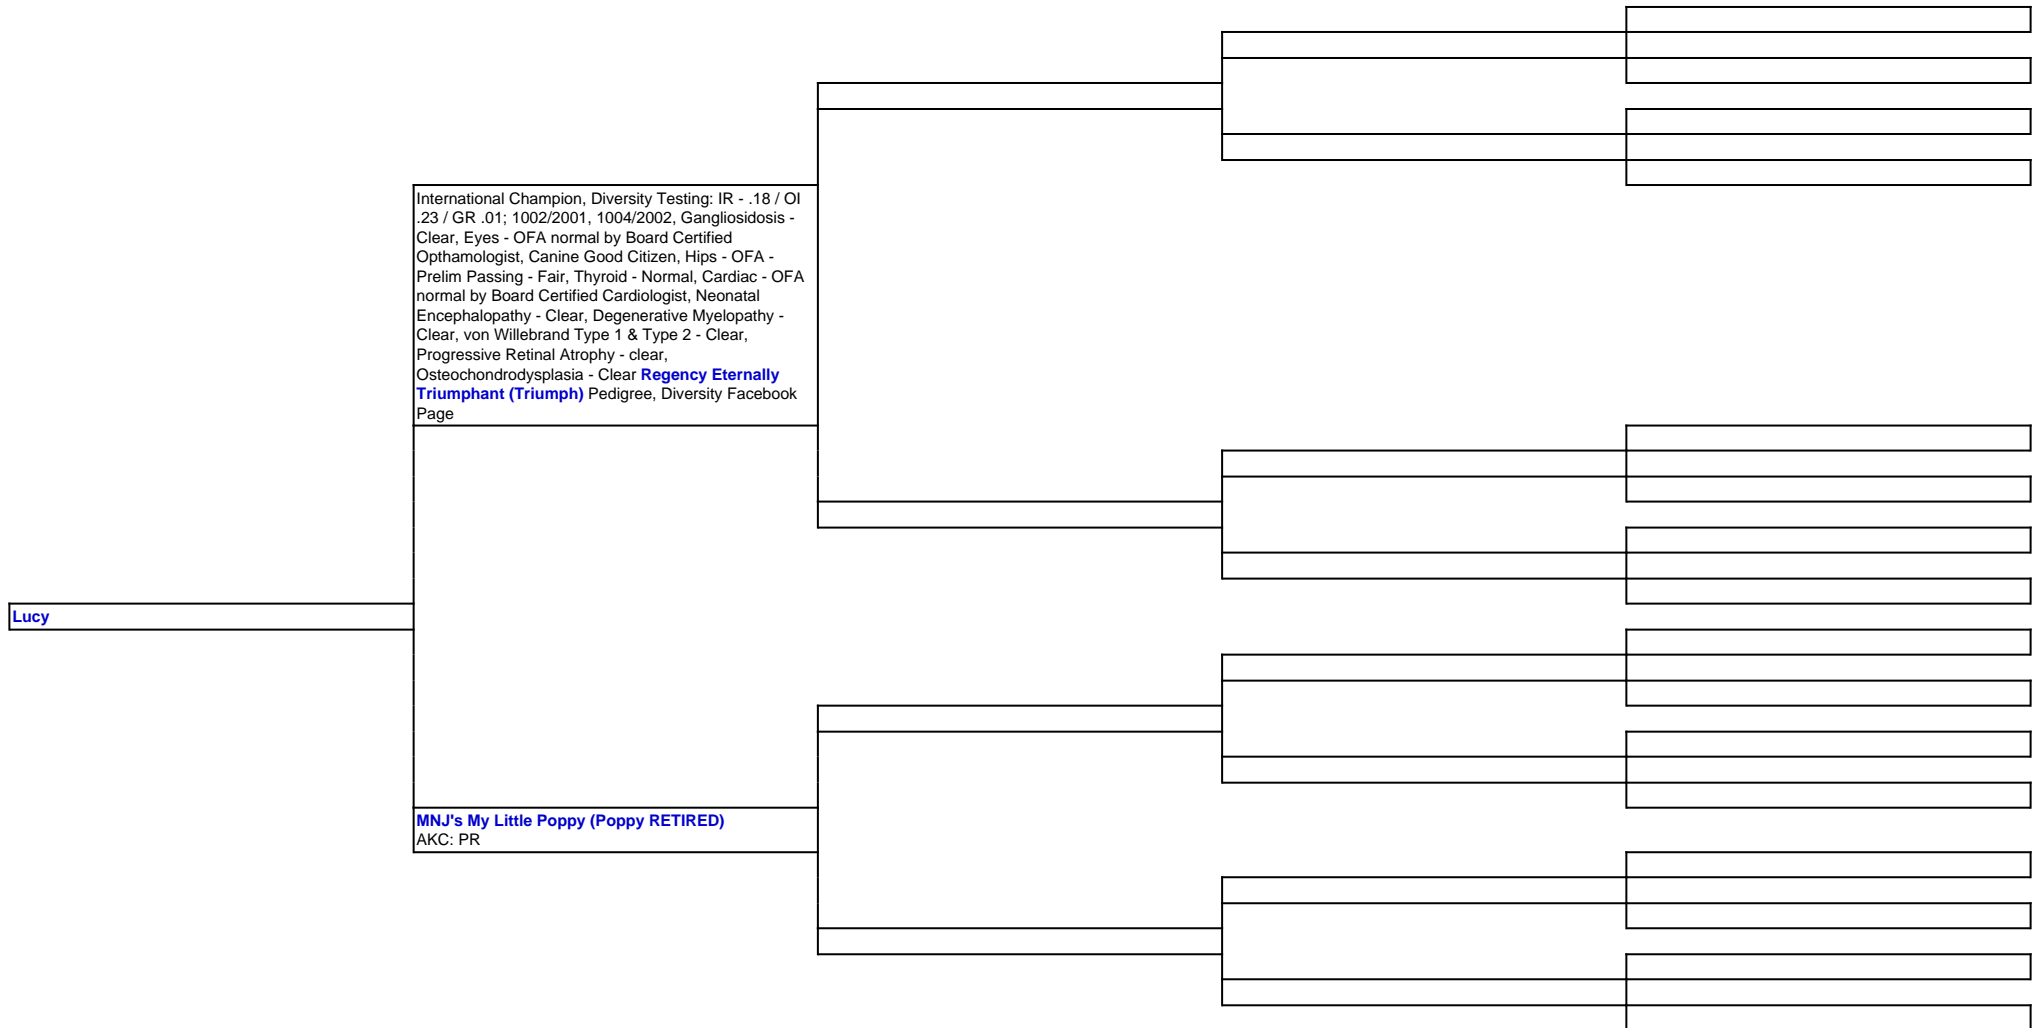 International Champion, Diversity Testing: IR - .18 / OI
.23 / GR .01; 1002/2001, 1004/2002, Gangliosidosis -
Clear, Eyes - OFA normal by Board Certified
Opthamologist, Canine Good Citizen, Hips - OFA -
Prelim Passing - Fair, Thyroid - Normal, Cardiac - OFA
normal by Board Certified Cardiologist, Neonatal
Encephalopathy - Clear, Degenerative Myelopathy -
Clear, von Willebrand Type 1 & Type 2 - Clear,
Progressive Retinal Atrophy - clear,
Osteochondrodysplasia - Clear Regency Eternally
Triumphant (Triumph) Pedigree, Diversity Facebook
Page
Lucy
MNJ's My Little Poppy (Poppy RETIRED)
AKC: PR